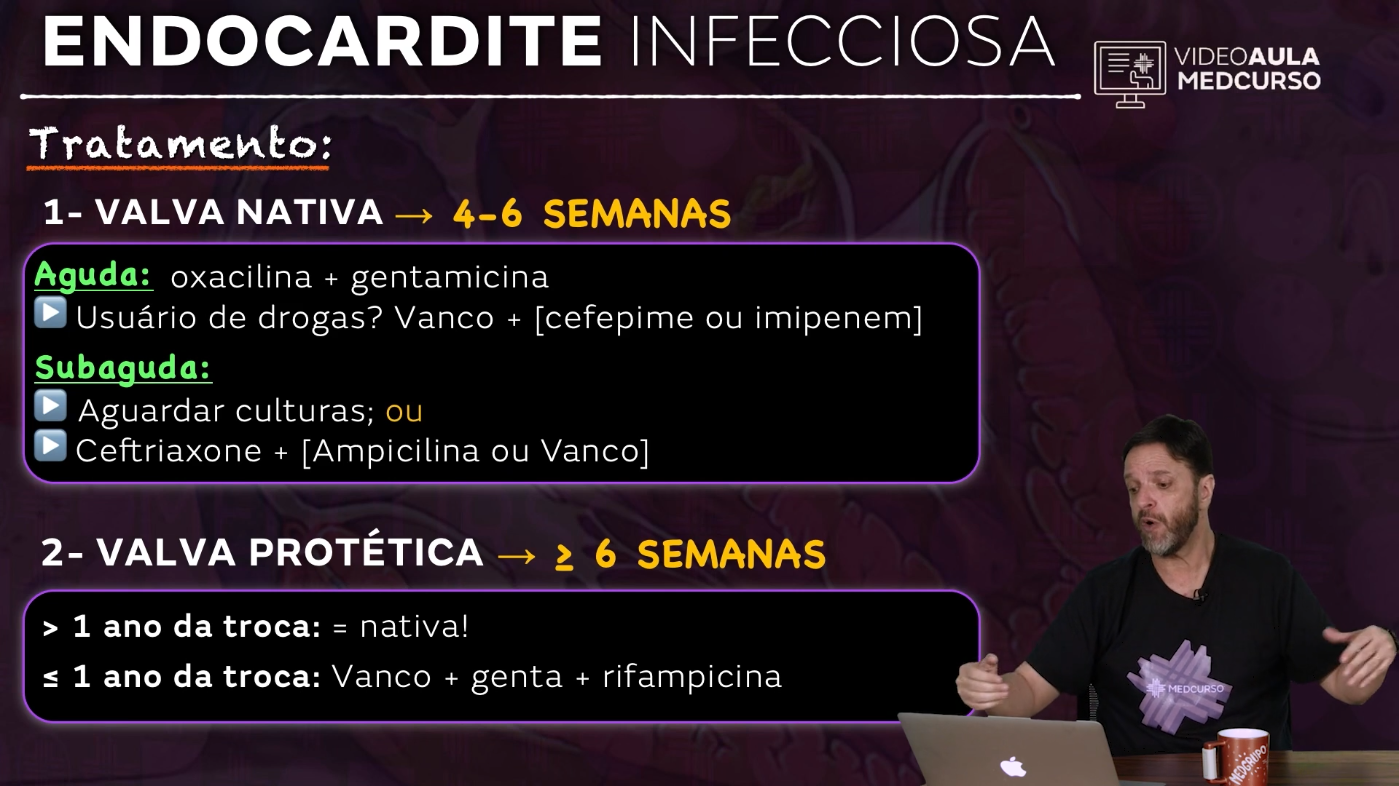 ENDOCARDITE INFECCIOSA
VIDEOAULA
MEDCURSO
Tratamento:
1- VALVA NATIVA → 4-6 SEMANAS
Aguda: oxacilina + gentamicina
Usuário de drogas? Vanco + [cefepime ou imipenem]
Subaguda:
Aguardar culturas; ou
Ceftriaxone + [Ampicilina ou Vanco]
2- VALVA PROTÉTICA → ≥ 6 SEMANAS
> 1 ano da troca: = nativa!
≤ 1 ano da troca: Vanco + genta + rifampicina
MEDCURSO
MEDGRUPO